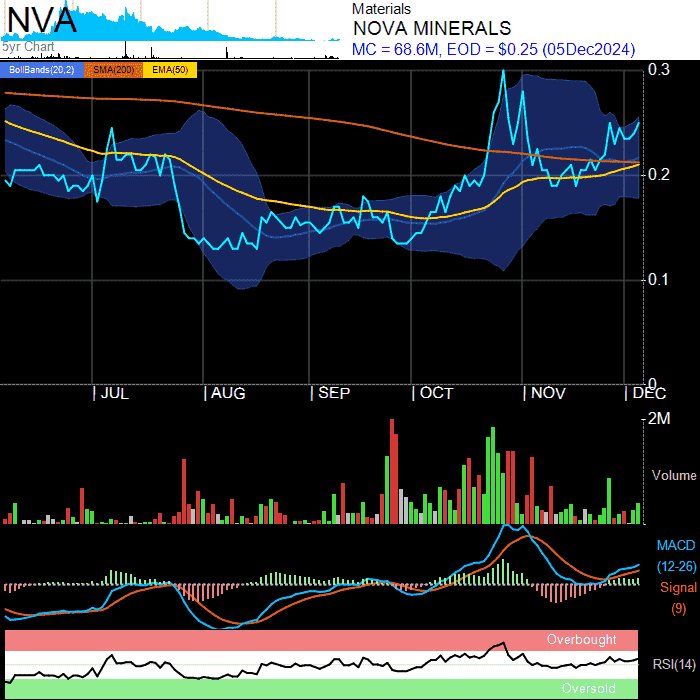 NVA
5yr Chart
Materials
NOVA MINERALS
MC = 68.6M, EOD = $0.25 (05Dec2024)
BollBands(20,2) SMA(200) EMA(50)
0.3
0.2
0.1
0
JUL AUG SEP OCT NOV DEC
2M
Volume
MACD
(12-26)
Signal
(9)
Overbought
RSI(14)
Oversold